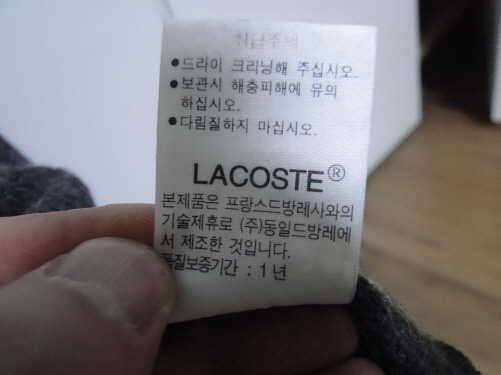 취급주의
●드라이 크리닝해 주십시오.
●보관시 해충피해에 유의
하십시오.
●다림질하지 마십시오.
LACOSTE®
본제품은 프랑스드방레사와의
기술제휴로 (주)동일드방레에
서 제조한 것입니다.
품질보증기간 : 1년